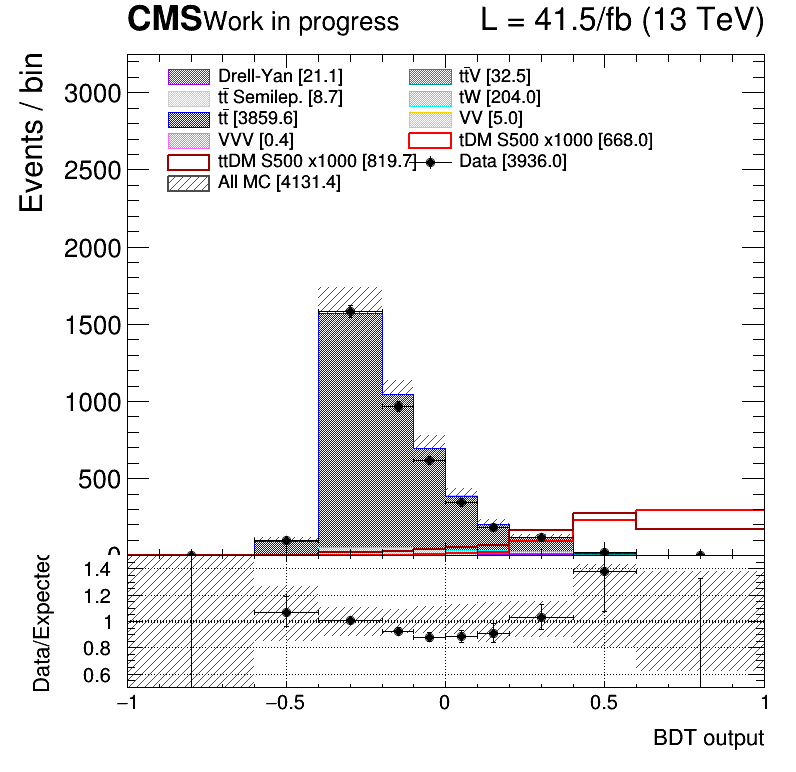 CMS Work in progress L = 41.5/fb (13 TeV)
Drell-Yan [21.1] tt̄V [32.5]
tt̄ Semilep. [8.7] tW [204.0]
tt̄ [3859.6] VV [5.0]
VVV [0.4] tDM S500 x1000 [668.0]
ttDM S500 x1000 [819.7] Data [3936.0]
All MC [4131.4]
Events / bin
3000
2500
2000
1500
1000
500
0
Data/Expected
1.4
1.2
1
0.8
0.6
−1 −0.5 0 0.5 1
BDT output